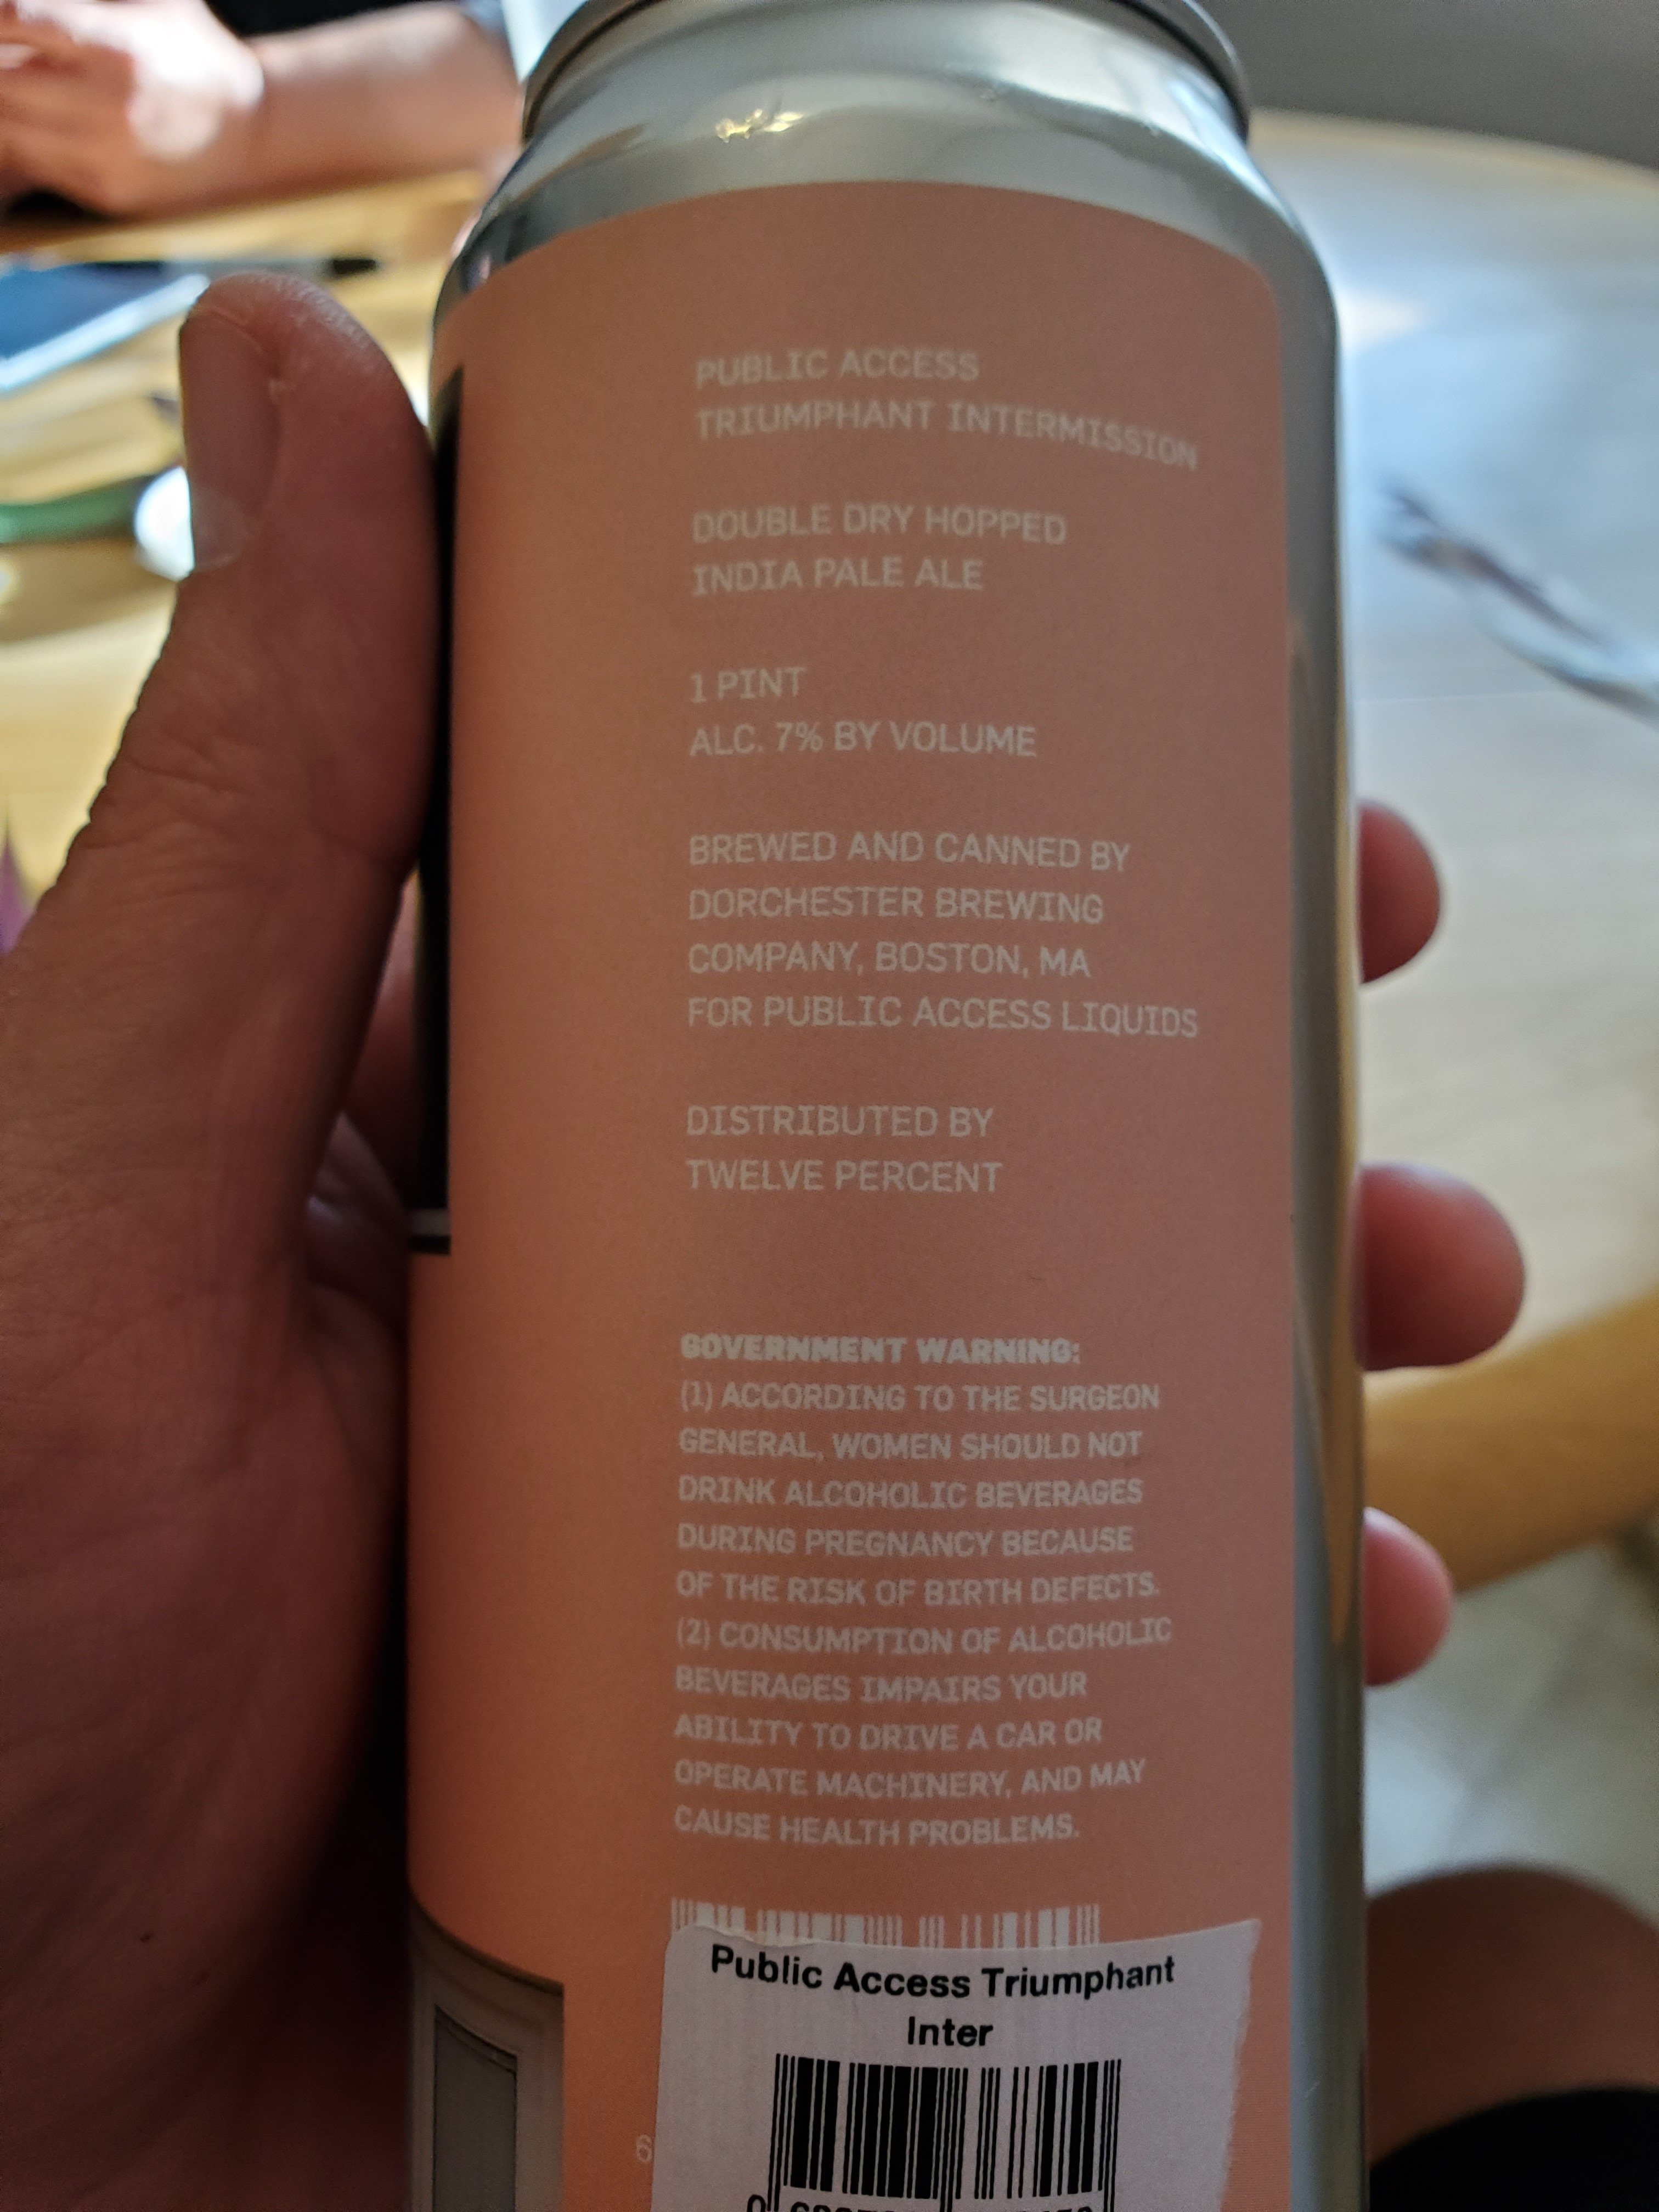 PUBLIC ACCESS
TRIUMPHANT INTERMISSION
DOUBLE DRY HOPPED
INDIA PALE ALE
1 PINT
ALC. 7% BY VOLUME
BREWED AND CANNED BY
DORCHESTER BREWING
COMPANY, BOSTON, MA
FOR PUBLIC ACCESS LIQUIDS
DISTRIBUTED BY
TWELVE PERCENT
GOVERNMENT WARNING:
(1) ACCORDING TO THE SURGEON
GENERAL, WOMEN SHOULD NOT
DRINK ALCOHOLIC BEVERAGES
DURING PREGNANCY BECAUSE
OF THE RISK OF BIRTH DEFECTS.
(2) CONSUMPTION OF ALCOHOLIC
BEVERAGES IMPAIRS YOUR
ABILITY TO DRIVE A CAR OR
OPERATE MACHINERY, AND MAY
CAUSE HEALTH PROBLEMS.
Public Access Triumphant
Inter
6
0